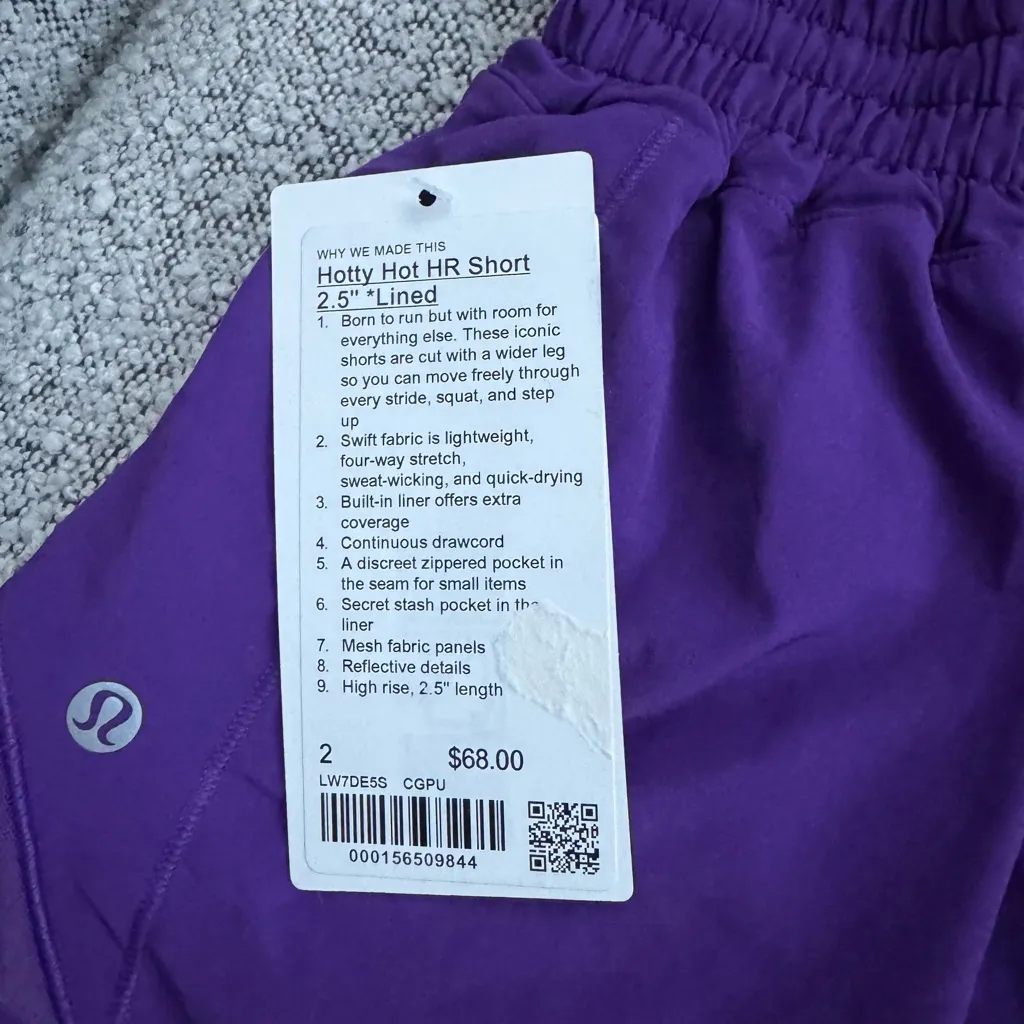 WHY WE MADE THIS
Hotty Hot HR Short
2.5" *Lined
1. Born to run but with room for
everything else. These iconic
shorts are cut with a wider leg
so you can move freely through
every stride, squat, and step
up
2. Swift fabric is lightweight,
four-way stretch,
sweat-wicking, and quick-drying
3. Built-in liner offers extra
coverage
4. Continuous drawcord
5. A discreet zippered pocket in
the seam for small items
6. Secret stash pocket in the
liner
7. Mesh fabric panels
8. Reflective details
9. High rise, 2.5" length
2 $68.00
LW7DE5S CGPU
000156509844